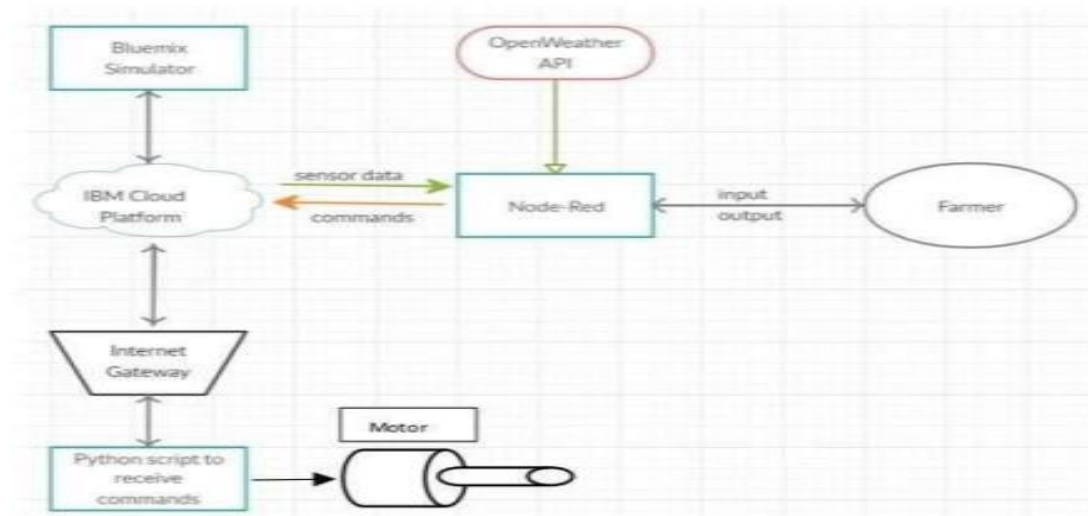 Bluemix
Simulator
OpenWeather
API
IBM Cloud
Platform
sensor data
commands
Node-Red
input
output
Farmer
Internet
Gateway
Motor
Python script to
receive
commands